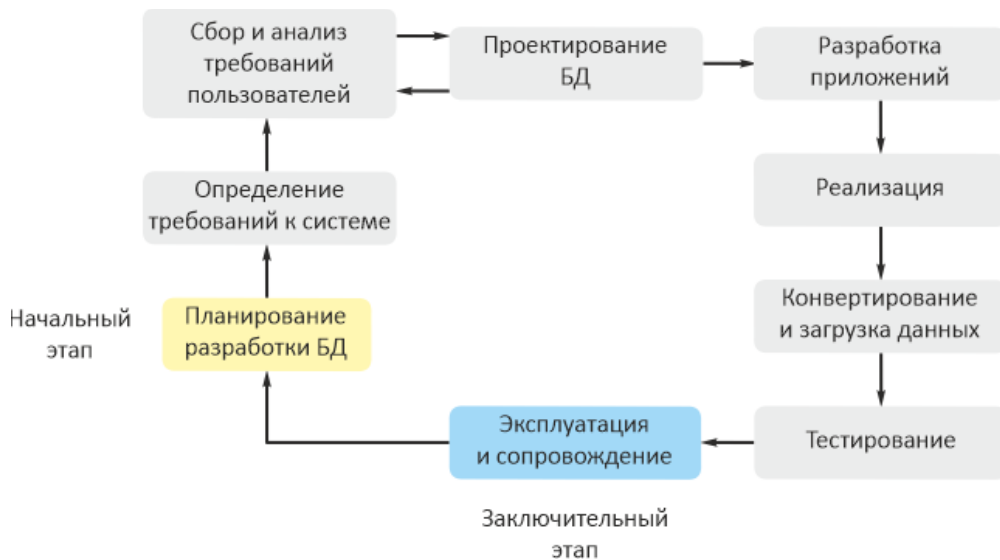 Сбор и анализ
требований
пользователей
Проектирование
БД
Разработка
приложений
Определение
требований к системе
Реализация
Начальный
этап
Планирование
разработки БД
Конвертирование
и загрузка данных
Эксплуатация
и сопровождение
Тестирование
Заключительный
этап